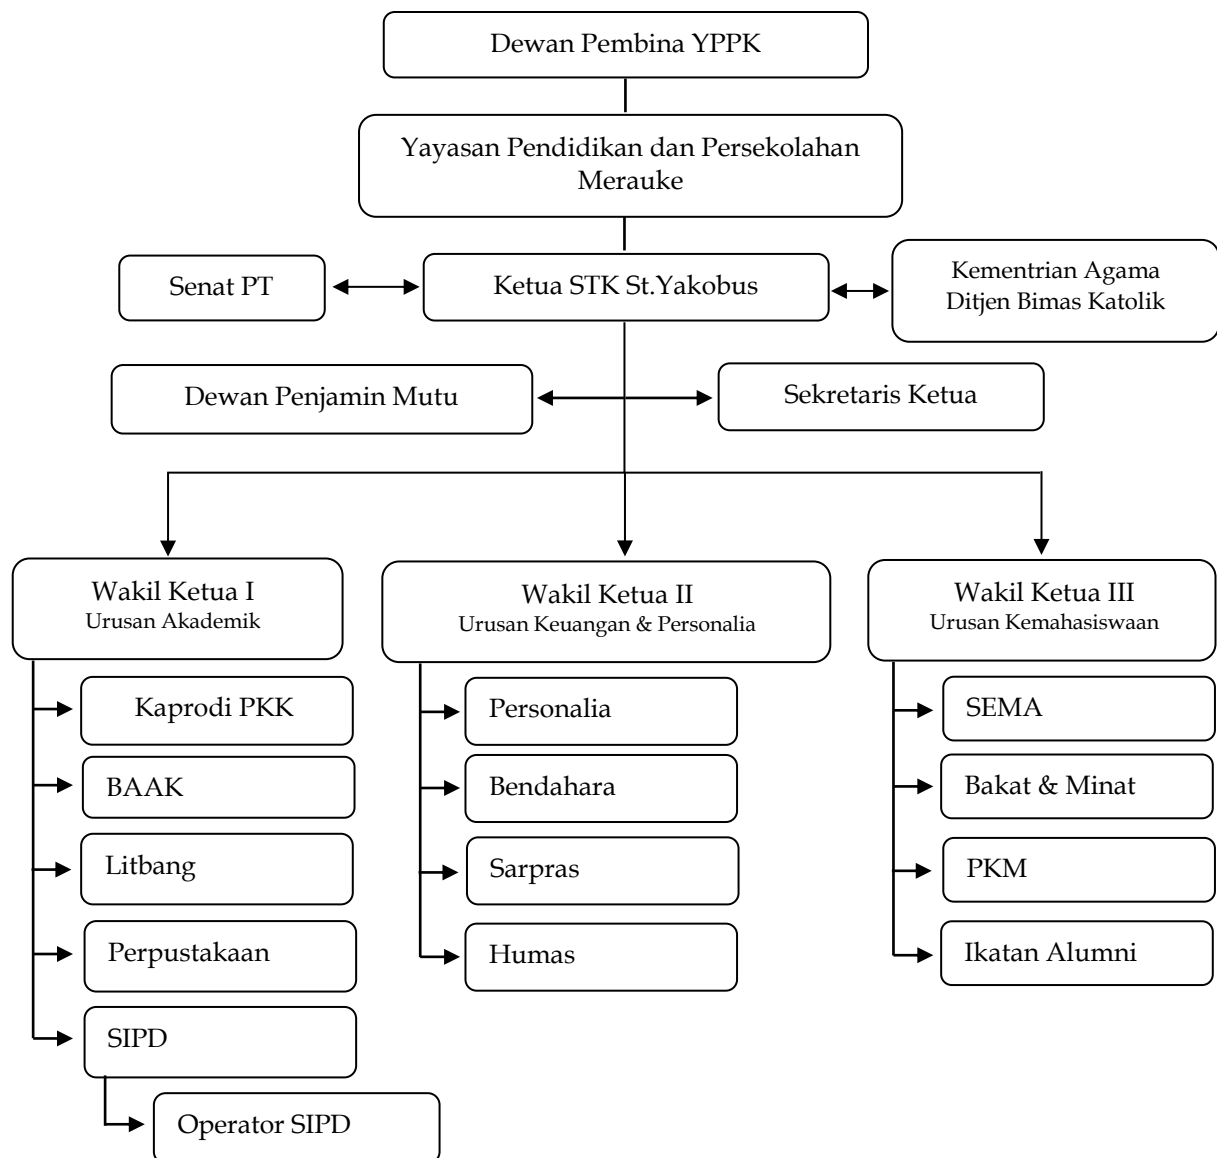 Dewan Pembina YPPK
Yayasan Pendidikan dan Persekolahan
Merauke
Senat PT
Ketua STK St.Yakobus
Kementrian Agama
Ditjen Bimas Katolik
Dewan Penjamin Mutu
Sekretaris Ketua
Wakil Ketua I
Urusan Akademik
Wakil Ketua II
Urusan Keuangan & Personalia
Wakil Ketua III
Urusan Kemahasiswaan
Kaprodi PKK
BAAK
Litbang
Perpustakaan
SIPD
Operator SIPD
Personalia
Bendahara
Sarpras
Humas
SEMA
Bakat & Minat
PKM
Ikatan Alumni